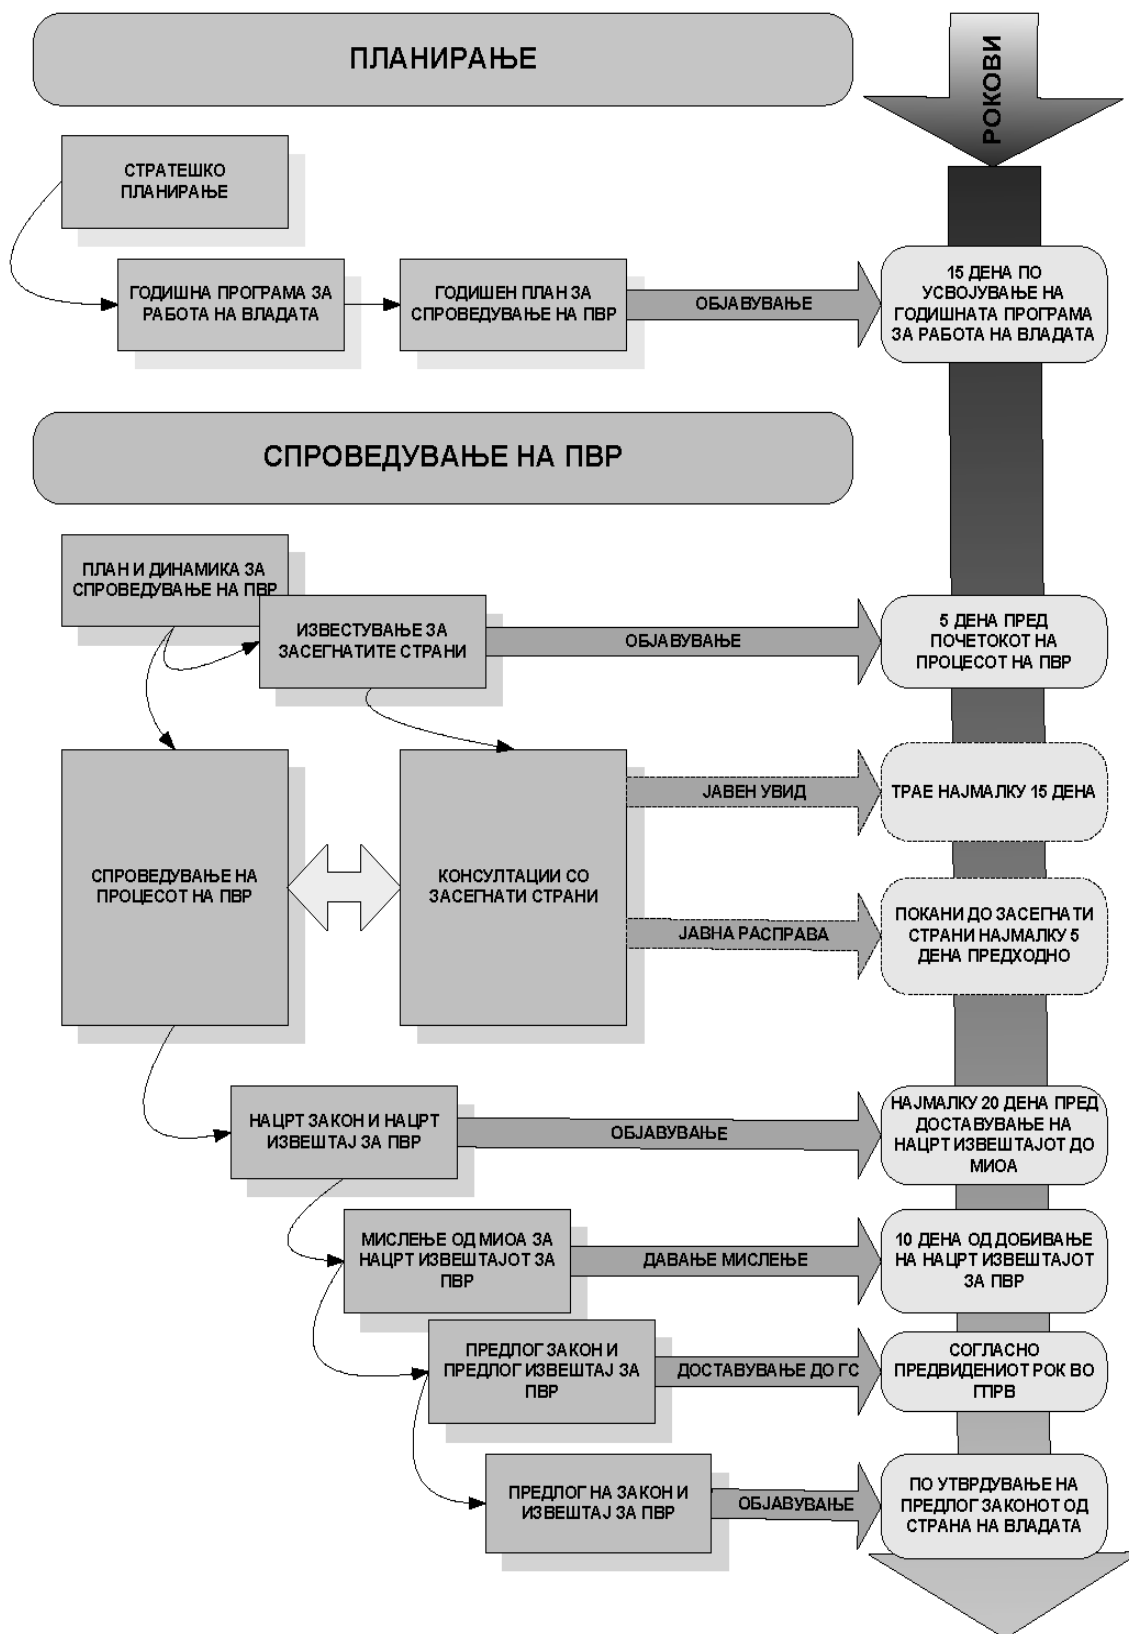 ПЛАНИРАЊЕ
РОКОВИ
СТРАТЕШКО
ПЛАНИРАЊЕ
ГОДИШНА ПРОГРАМА ЗА
РАБОТА НА ВЛАДАТА
ГОДИШЕН ПЛАН ЗА
СПРОВЕДУВАЊЕ НА ПВР
ОБЈАВУВАЊЕ
15 ДЕНА ПО
УСВОЈУВАЊЕ НА
ГОДИШНАТА ПРОГРАМА
ЗА РАБОТА НА ВЛАДАТА
СПРОВЕДУВАЊЕ НА ПВР
ПЛАН И ДИНАМИКА ЗА
СПРОВЕДУВАЊЕ НА ПВР
ИЗВЕСТУВАЊЕ ЗА
ЗАСЕГНАТИТЕ СТРАНИ
ОБЈАВУВАЊЕ
5 ДЕНА ПРЕД
ПОЧЕТОКОТ НА
ПРОЦЕСОТ НА ПВР
СПРОВЕДУВАЊЕ НА
ПРОЦЕСОТ НА ПВР
КОНСУЛТАЦИИ СО
ЗАСЕГНАТИ СТРАНИ
ЈАВЕН УВИД
ТРАЕ НАЈМАЛКУ 15 ДЕНА
ЈАВНА РАСПРАВА
ПОКАНИ ДО ЗАСЕГНАТИ
СТРАНИ НАЈМАЛКУ 5
ДЕНА ПРЕДХОДНО
НАЦРТ ЗАКОН И НАЦРТ
ИЗВЕШТАЈ ЗА ПВР
ОБЈАВУВАЊЕ
НАЈМАЛКУ 20 ДЕНА ПРЕД
ДОСТАВУВАЊЕ НА
НАЦРТ ИЗВЕШТАЈОТ ДО
МИОА
МИСЛЕЊЕ ОД МИОА ЗА
НАЦРТ ИЗВЕШТАЈОТ ЗА
ПВР
ДАВАЊЕ МИСЛЕЊЕ
10 ДЕНА ОД ДОБИВАЊЕ
НА НАЦРТ ИЗВЕШТАЈОТ
ЗА ПВР
ПРЕДЛОГ ЗАКОН И
ПРЕДЛОГ ИЗВЕШТАЈ ЗА
ПВР
ДОСТАВУВАЊЕ ДО ГС
СОГЛАСНО
ПРЕДВИДЕНИОТ РОК ВО
ГПРВ
ПРЕДЛОГ НА ЗАКОН И
ИЗВЕШТАЈ ЗА ПВР
ОБЈАВУВАЊЕ
ПО УТВРДУВАЊЕ НА
ПРЕДЛОГ ЗАКОНОТ ОД
СТРАНА НА ВЛАДАТА